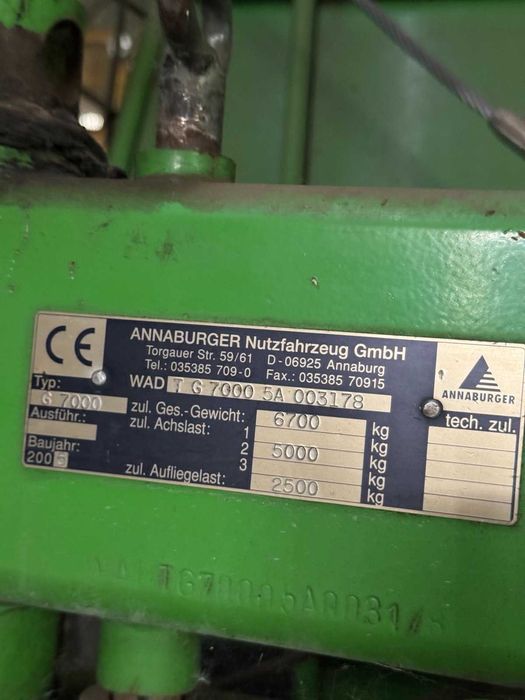 CE
ANNABURGER Nutzfahrzeug GmbH
Torgauer Str. 59/61 D-06925 Annaburg
Tel.: 035385 709-0 Fax.: 035385 70915
ANNABURGER
WAD T G 7000 5A 003178
Typ:
G 7000
Ausführ.:
Baujahr:
2005
zul. Ges.-Gewicht: 6700 kg
zul. Achslast: 1 kg
2 5000 kg
3 kg
zul. Aufliegelast: 2500 kg
tech. zul.
TG70005A003178